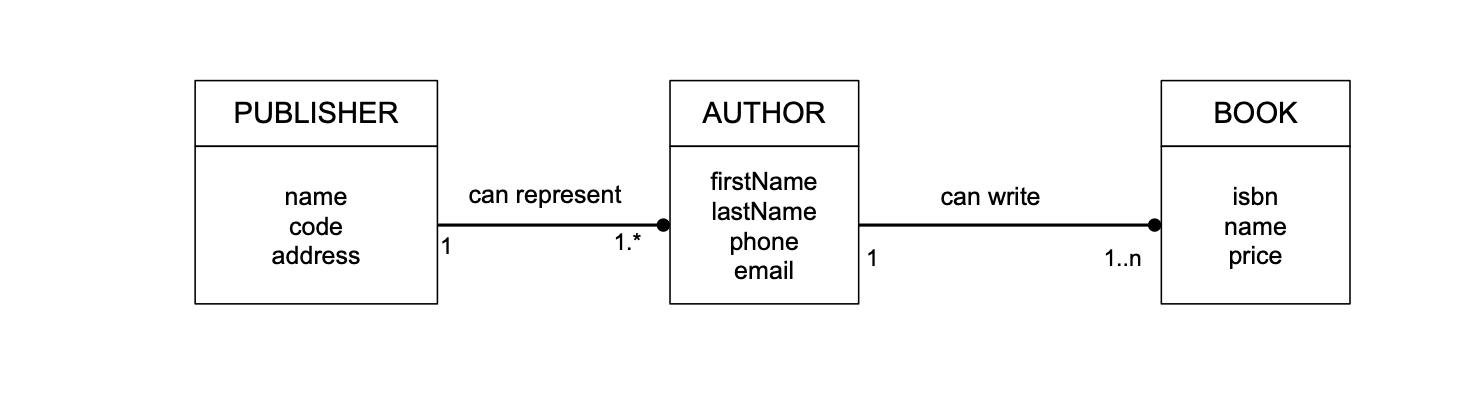 PUBLISHER
name
code
address
can represent
1
1.*
AUTHOR
firstName
lastName
phone
email
can write
1
1..n
BOOK
isbn
name
price